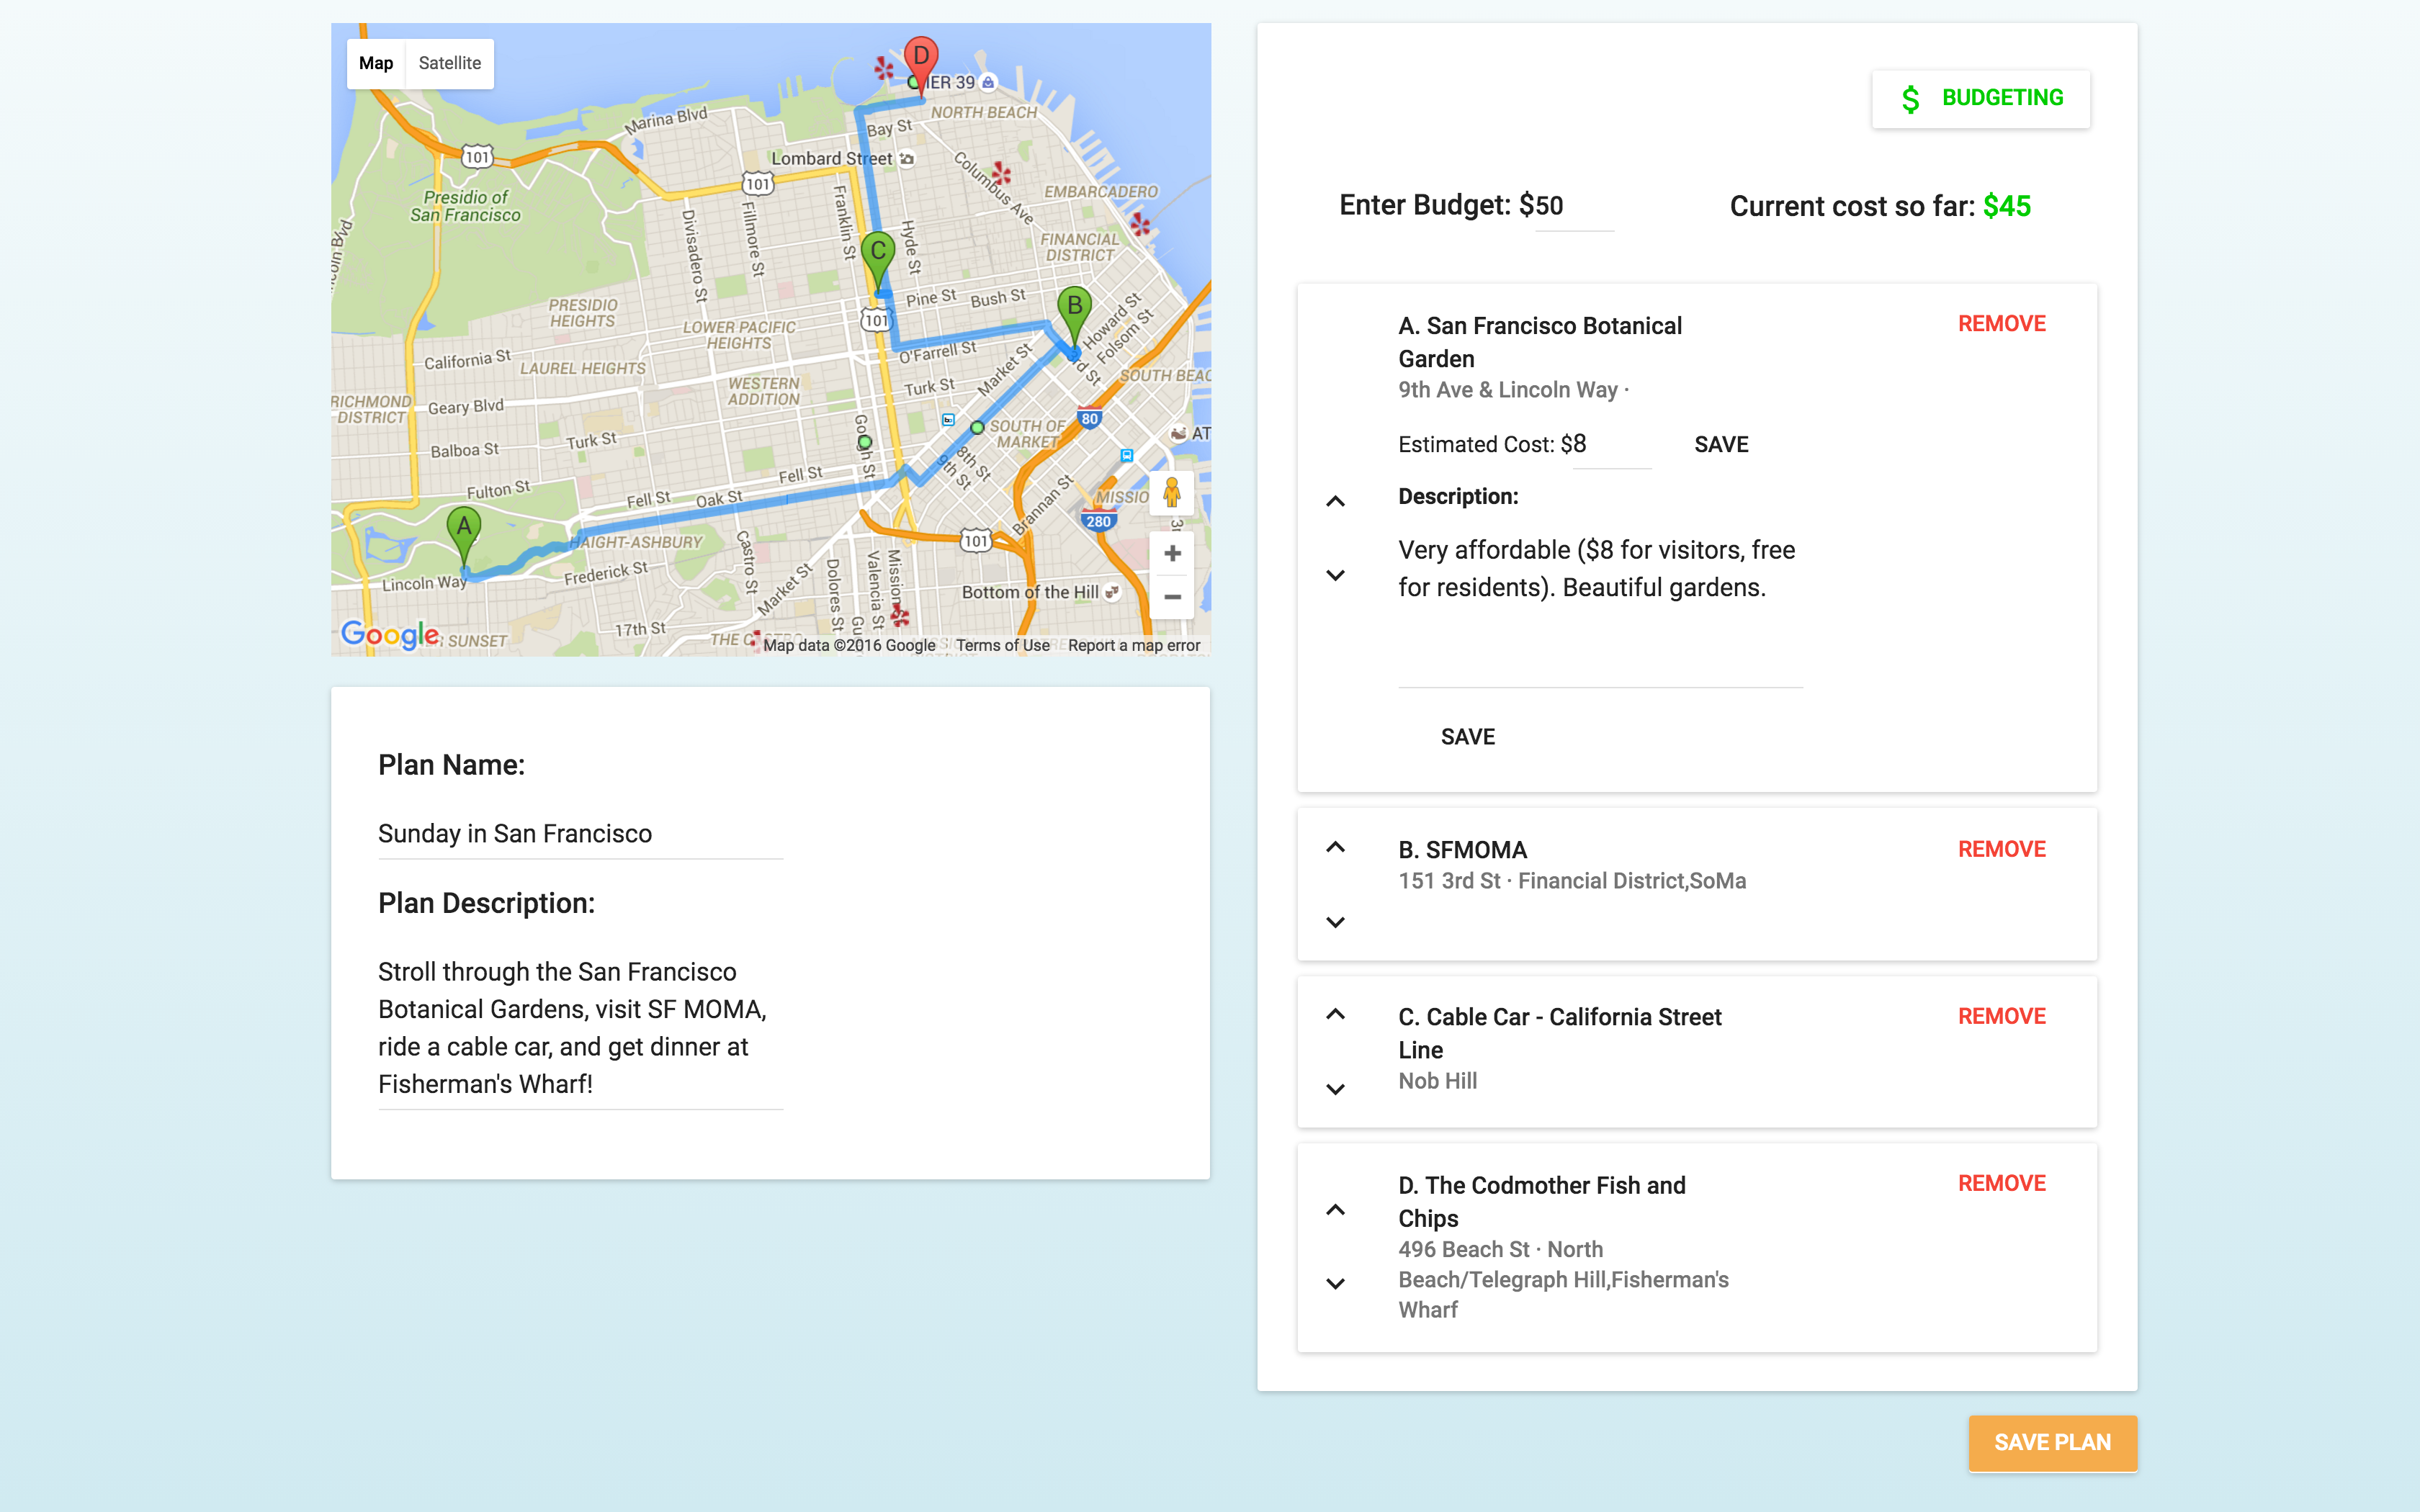 Map
Satellite
D
PIER 39
NORTH BEACH
Marina Blvd
Bay St
101
Lombard Street
Columbus Ave
101
EMBARCADERO
Presidio of
San Francisco
Franklin St
Hyde St
Divisadero St
Fillmore St
FINANCIAL
DISTRICT
C
Lincoln Blvd
PRESIDIO
HEIGHTS
Pine St
Bush St
B
Howard St
Folsom St
101
LOWER PACIFIC
HEIGHTS
O'Farrell St
California St
LAUREL HEIGHTS
Market St
3rd St
SOUTH BEAC
WESTERN
ADDITION
Turk St
RICHMOND
DISTRICT
Geary Blvd
80
Gough St
SOUTH OF
MARKET
AT
Turk St
Balboa St
8th St
9th St
Fell St
Fulton St
Fell St
Oak St
MISSIO
Brannan St
280
A
HAIGHT-ASHBURY
101
Castro St
Frederick St
Lincoln Way
Market St
Dolores St
Valencia St
Mission
Bottom of the Hill
17th St
Google
SUNSET
Map data ©2016 Google
Terms of Use
Report a map error
Plan Name:
Sunday in San Francisco
Plan Description:
Stroll through the San Francisco
Botanical Gardens, visit SF MOMA,
ride a cable car, and get dinner at
Fisherman's Wharf!
$ BUDGETING
Enter Budget: $50
Current cost so far: $45
A. San Francisco Botanical
Garden
REMOVE
9th Ave & Lincoln Way ·
Estimated Cost: $8
SAVE
Description:
Very affordable ($8 for visitors, free
for residents). Beautiful gardens.
SAVE
B. SFMOMA
REMOVE
151 3rd St · Financial District,SoMa
C. Cable Car - California Street
Line
REMOVE
Nob Hill
D. The Codmother Fish and
Chips
REMOVE
496 Beach St · North
Beach/Telegraph Hill,Fisherman's
Wharf
SAVE PLAN